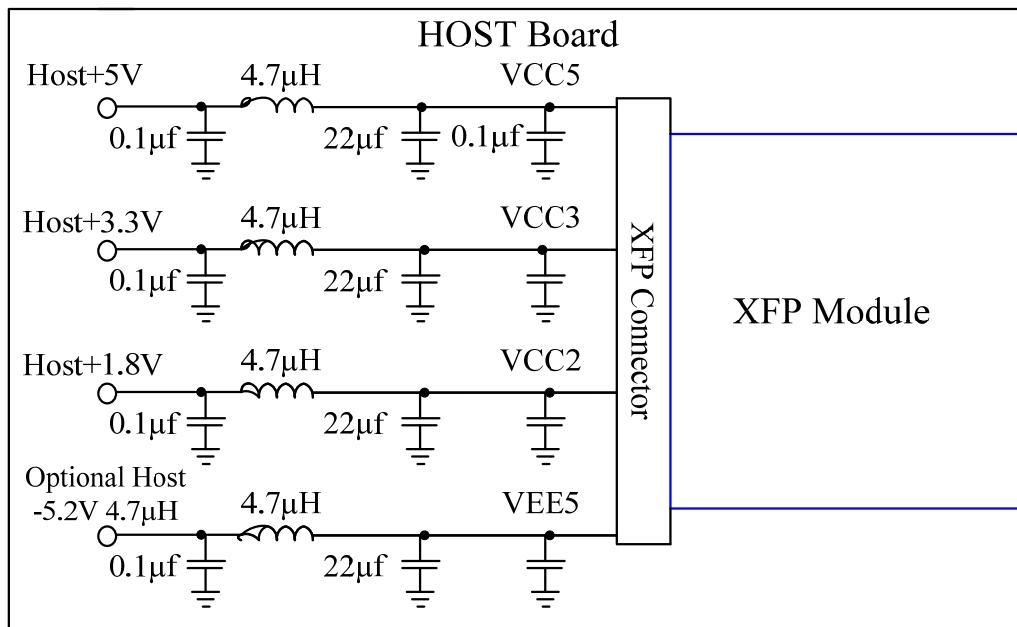 HOST Board
Host+5V
4.7μH
VCC5
0.1μf
22μf
0.1μf
Host+3.3V
4.7μH
VCC3
0.1μf
22μf
XFP Connector
XFP Module
Host+1.8V
4.7μH
VCC2
0.1μf
22μf
Optional Host
-5.2V 4.7μH
4.7μH
VEE5
0.1μf
22μf